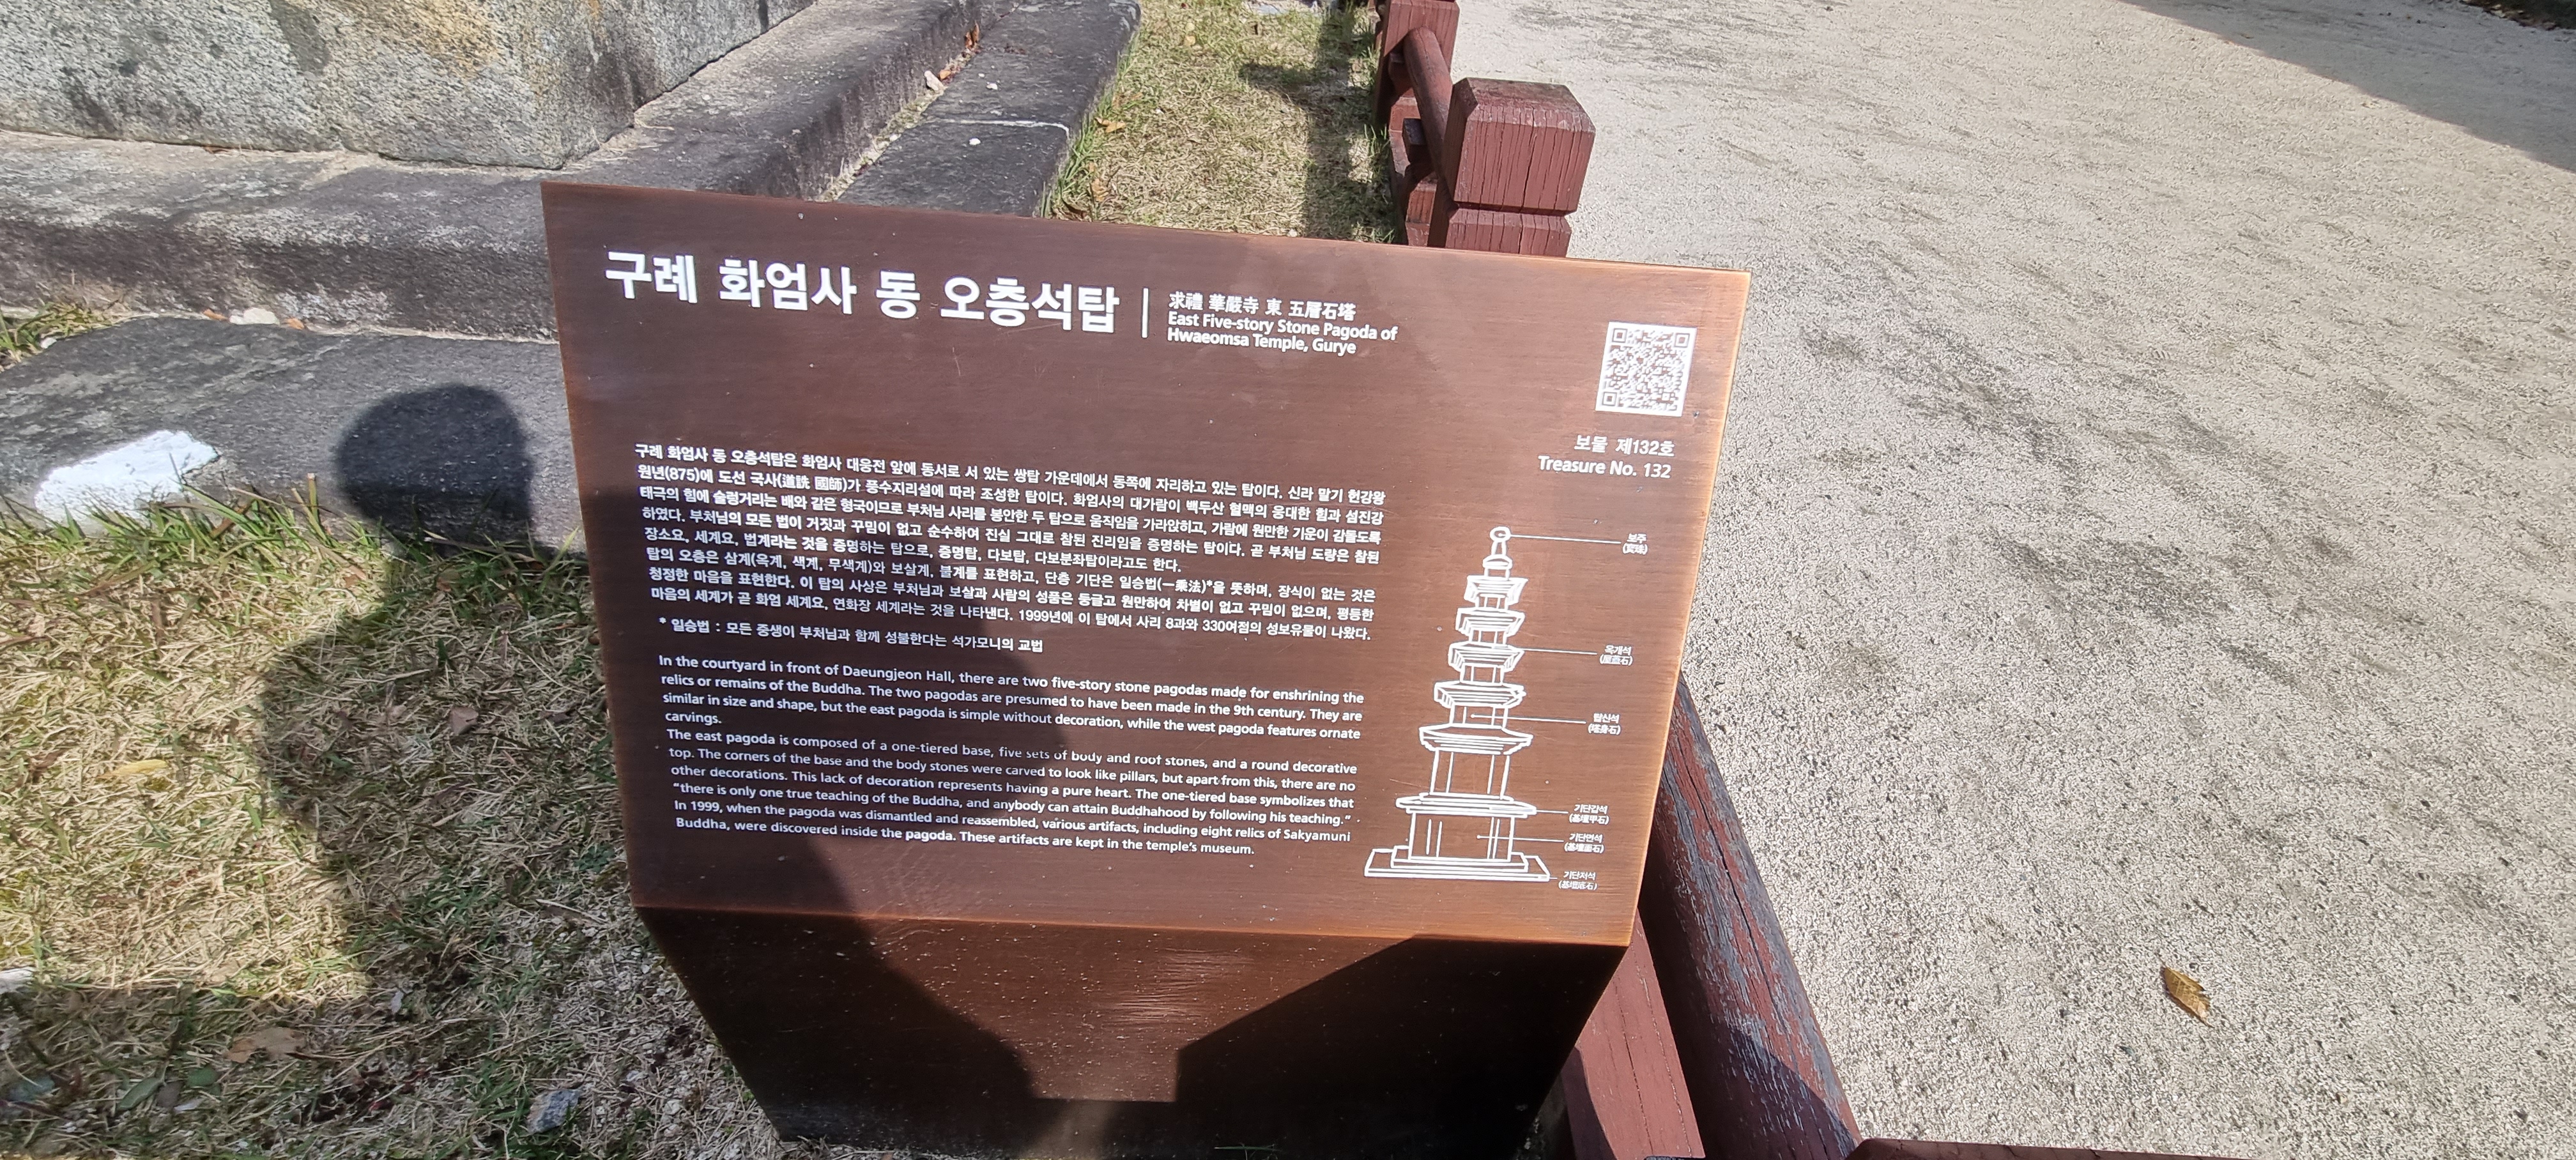 구례 화엄사 동 오층석탑
求禮 華嚴寺 東 五層石塔
East Five-story Stone Pagoda of
Hwaeomsa Temple, Gurye
보물 제132호
Treasure No. 132
구례 화엄사 동 오층석탑은 화엄사 대웅전 앞에 동서로 서 있는 쌍탑 가운데에서 동쪽에 자리하고 있는 탑이다. 신라 말기 헌강왕
원년(875)에 도선 국사(道詵 國師)가 풍수지리설에 따라 조성한 탑이다. 화엄사의 대가람이 백두산 혈맥의 웅대한 힘과 섬진강
태극의 힘에 술렁거리는 배와 같은 형국이므로 부처님 사리를 봉안한 두 탑으로 움직임을 가라앉히고, 가람에 원만한 기운이 감돌도록
하였다. 부처님의 모든 법이 거짓과 꾸밈이 없고 순수하여 진실 그대로 참된 진리임을 증명하는 탑이다. 곧 부처님 도량은 참된
장소요, 세계요, 법계라는 것을 증명하는 탑으로, 증명탑, 다보탑, 다보분좌탑이라고도 한다.
탑의 오층은 삼계(욕계, 색계, 무색계)와 보살계, 불계를 표현하고, 단층 기단은 일승법(一乘法)*을 뜻하며, 장식이 없는 것은
청정한 마음을 표현한다. 이 탑의 사상은 부처님과 보살과 사람의 성품은 둥글고 원만하여 차별이 없고 꾸밈이 없으며, 평등한
마음의 세계가 곧 화엄 세계요, 연화장 세계라는 것을 나타낸다. 1999년에 이 탑에서 사리 8과와 330여점의 성보유물이 나왔다.
* 일승법 : 모든 중생이 부처님과 함께 성불한다는 석가모니의 교법
In the courtyard in front of Daeungjeon Hall, there are two five-story stone pagodas made for enshrining the
relics or remains of the Buddha. The two pagodas are presumed to have been made in the 9th century. They are
similar in size and shape, but the east pagoda is simple without decoration, while the west pagoda features ornate
carvings.
The east pagoda is composed of a one-tiered base, five sets of body and roof stones, and a round decorative
top. The corners of the base and the body stones were carved to look like pillars, but apart from this, there are no
other decorations. This lack of decoration represents having a pure heart. The one-tiered base symbolizes that
"there is only one true teaching of the Buddha, and anybody can attain Buddhahood by following his teaching."
In 1999, when the pagoda was dismantled and reassembled, various artifacts, including eight relics of Sakyamuni
Buddha, were discovered inside the pagoda. These artifacts are kept in the temple's museum.
보주
(寶珠)
옥개석
(屋蓋石)
탑신석
(塔身石)
기단갑석
(基壇甲石)
기단면석
(基壇面石)
기단저석
(基壇底石)